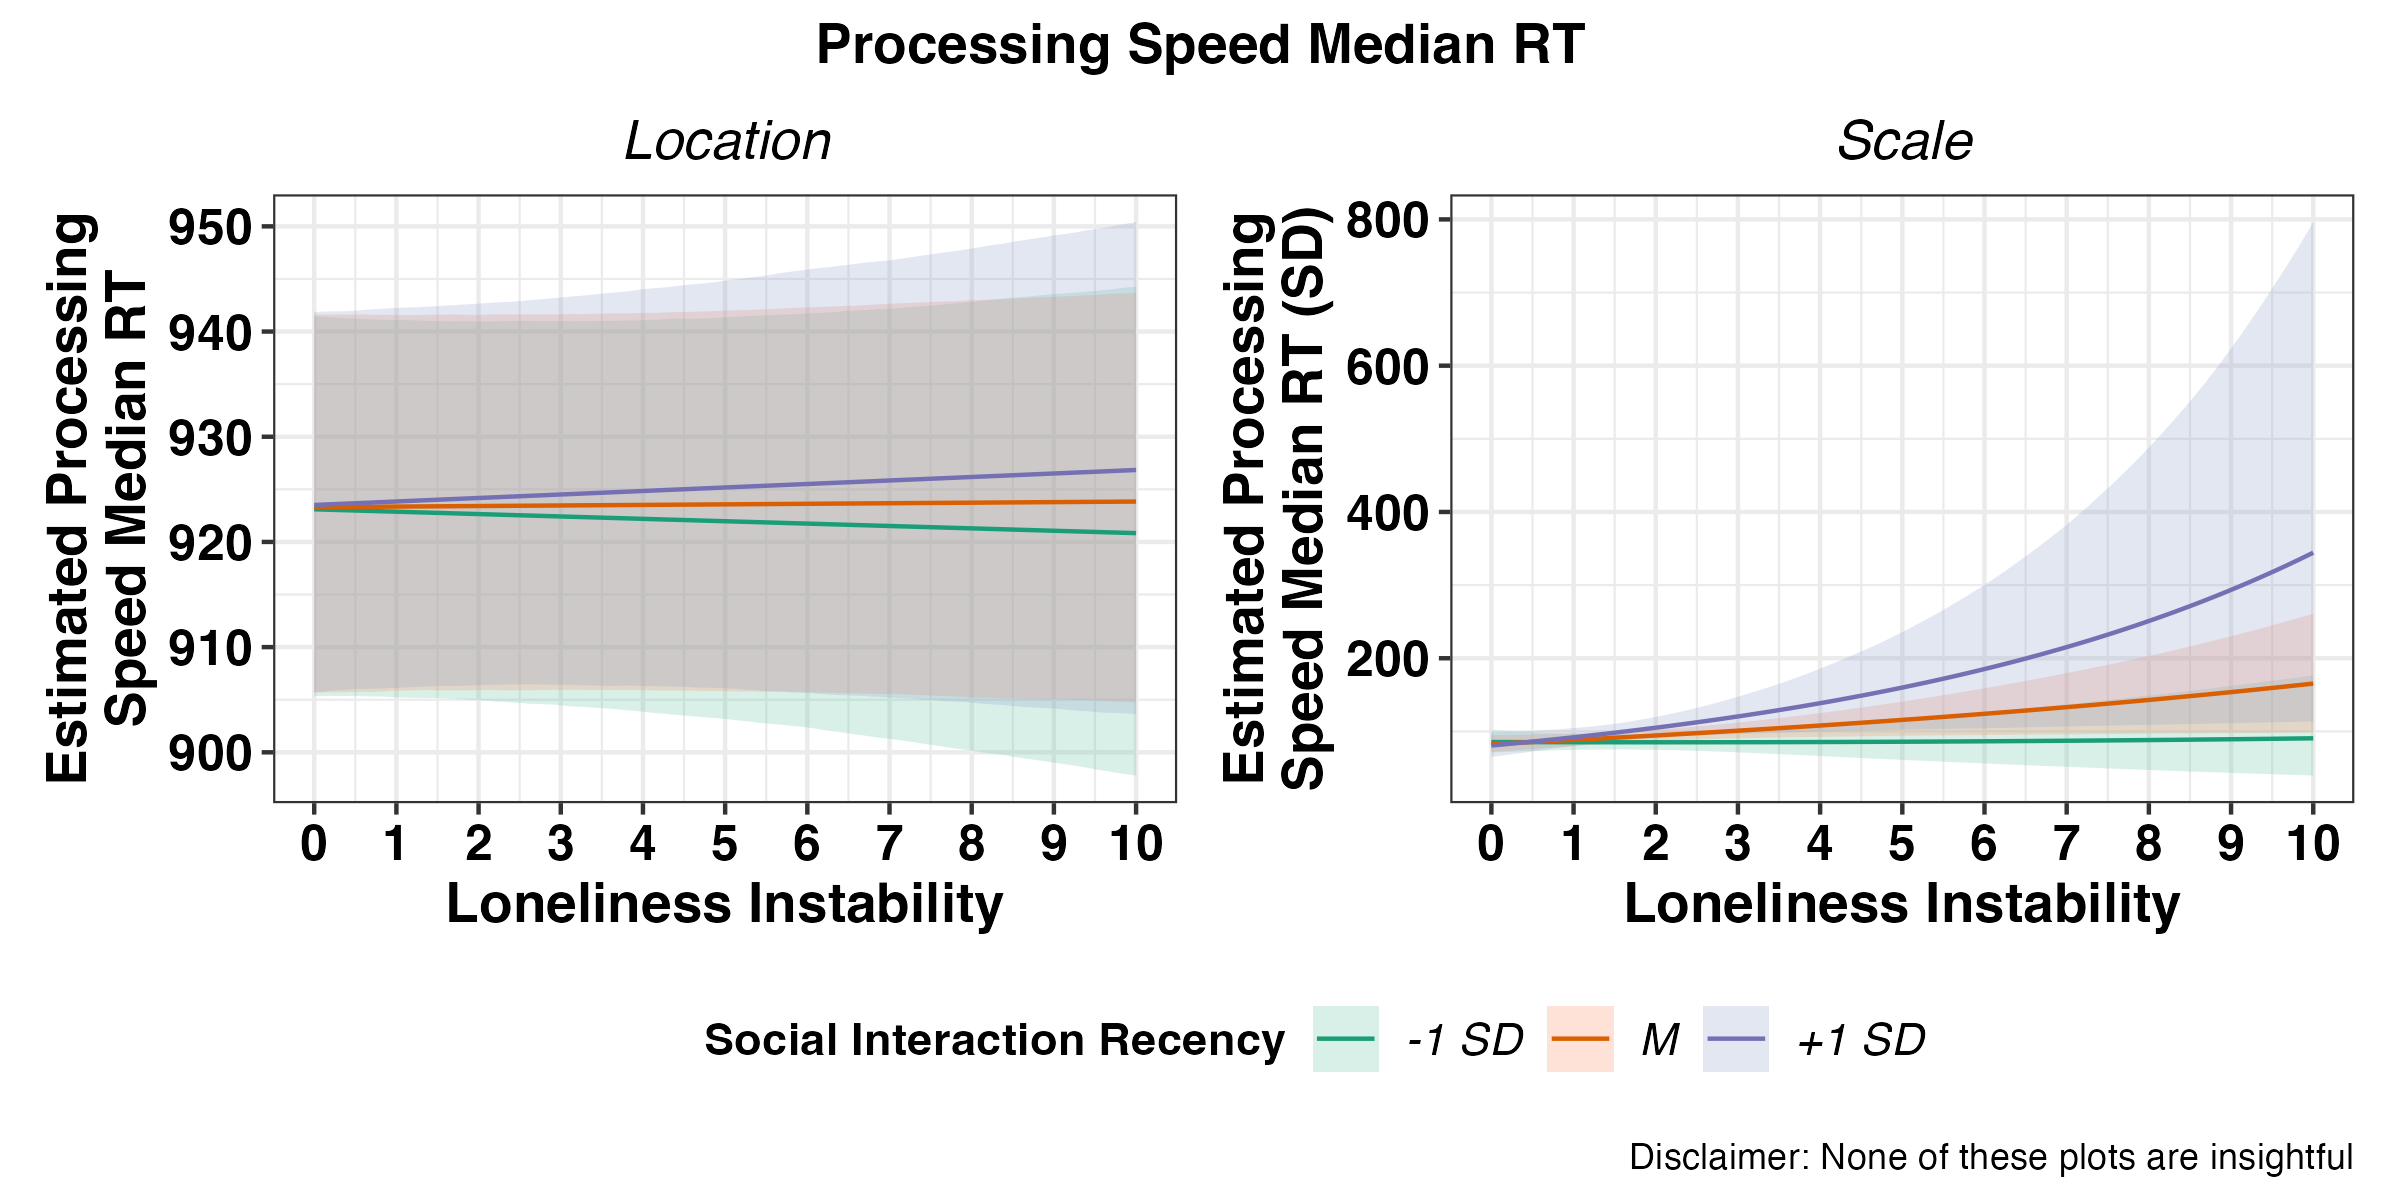 Processing Speed Median RT
Location
Estimated Processing
Speed Median RT
950
940
930
920
910
900
0 1 2 3 4 5 6 7 8 9 10
Loneliness Instability
Scale
Estimated Processing
Speed Median RT (SD)
800
600
400
200
0 1 2 3 4 5 6 7 8 9 10
Loneliness Instability
Social Interaction Recency -1 SD M +1 SD
Disclaimer: None of these plots are insightful